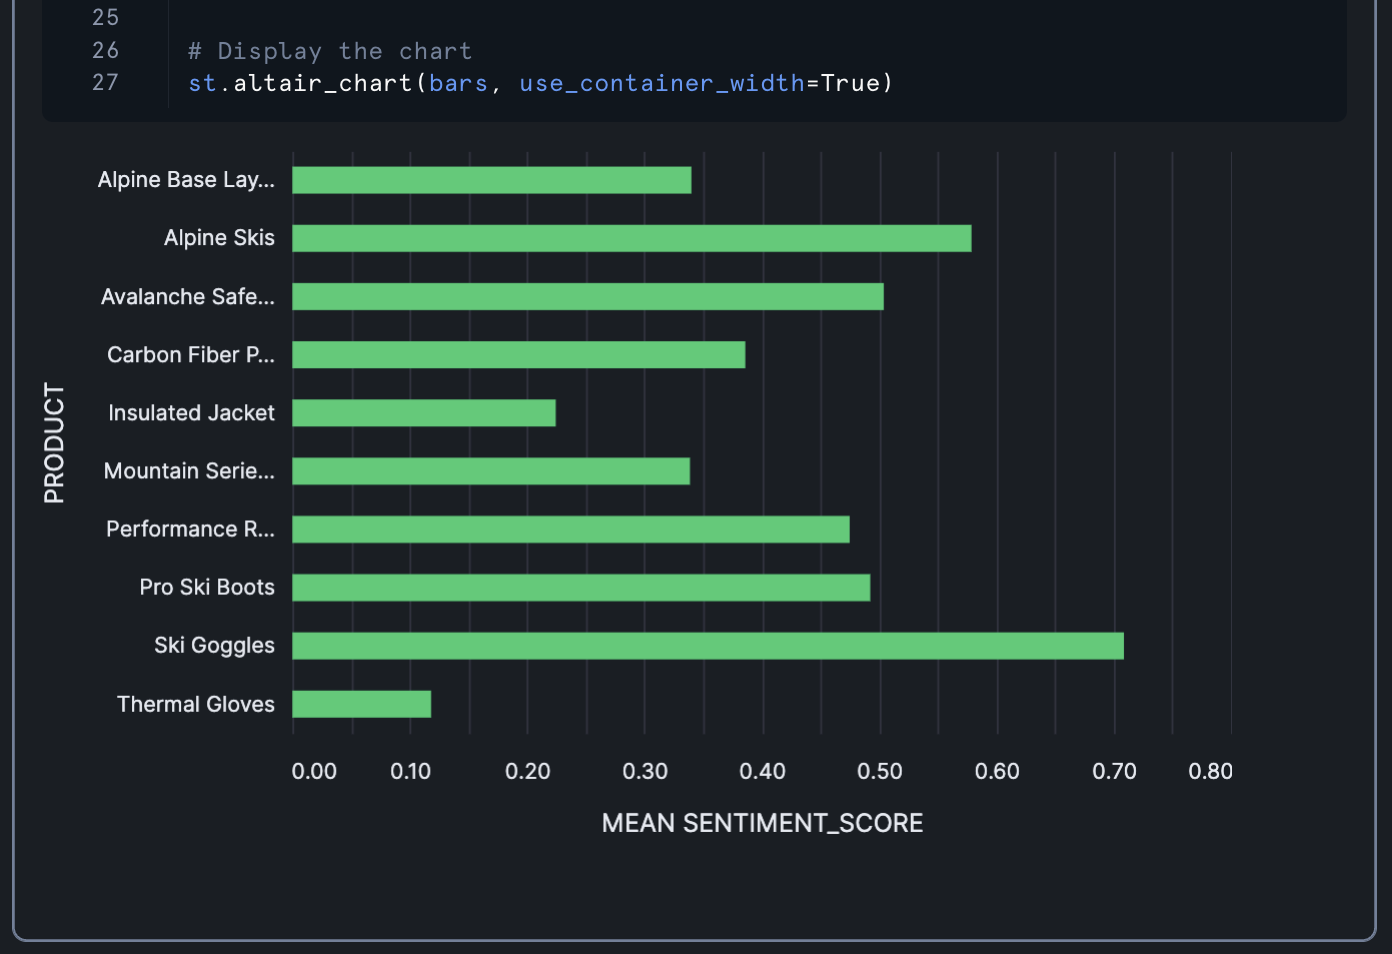 25
26 # Display the chart
27 st.altair_chart(bars, use_container_width=True)
PRODUCT
Alpine Base Lay...
Alpine Skis
Avalanche Safe...
Carbon Fiber P...
Insulated Jacket
Mountain Serie...
Performance R...
Pro Ski Boots
Ski Goggles
Thermal Gloves
0.00 0.10 0.20 0.30 0.40 0.50 0.60 0.70 0.80
MEAN SENTIMENT_SCORE